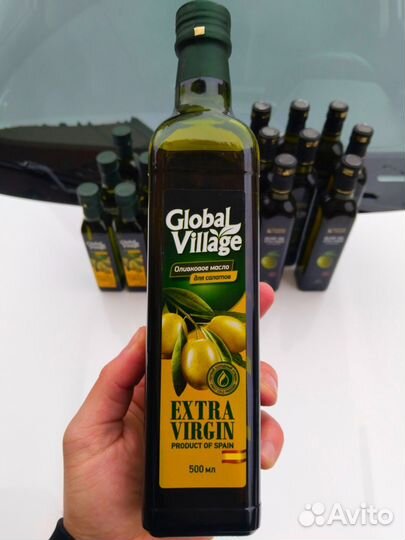 Global
Village
Оливковое масло
для салатов
EXTRA
VIRGIN
PRODUCT OF SPAIN
500 мл
Avito